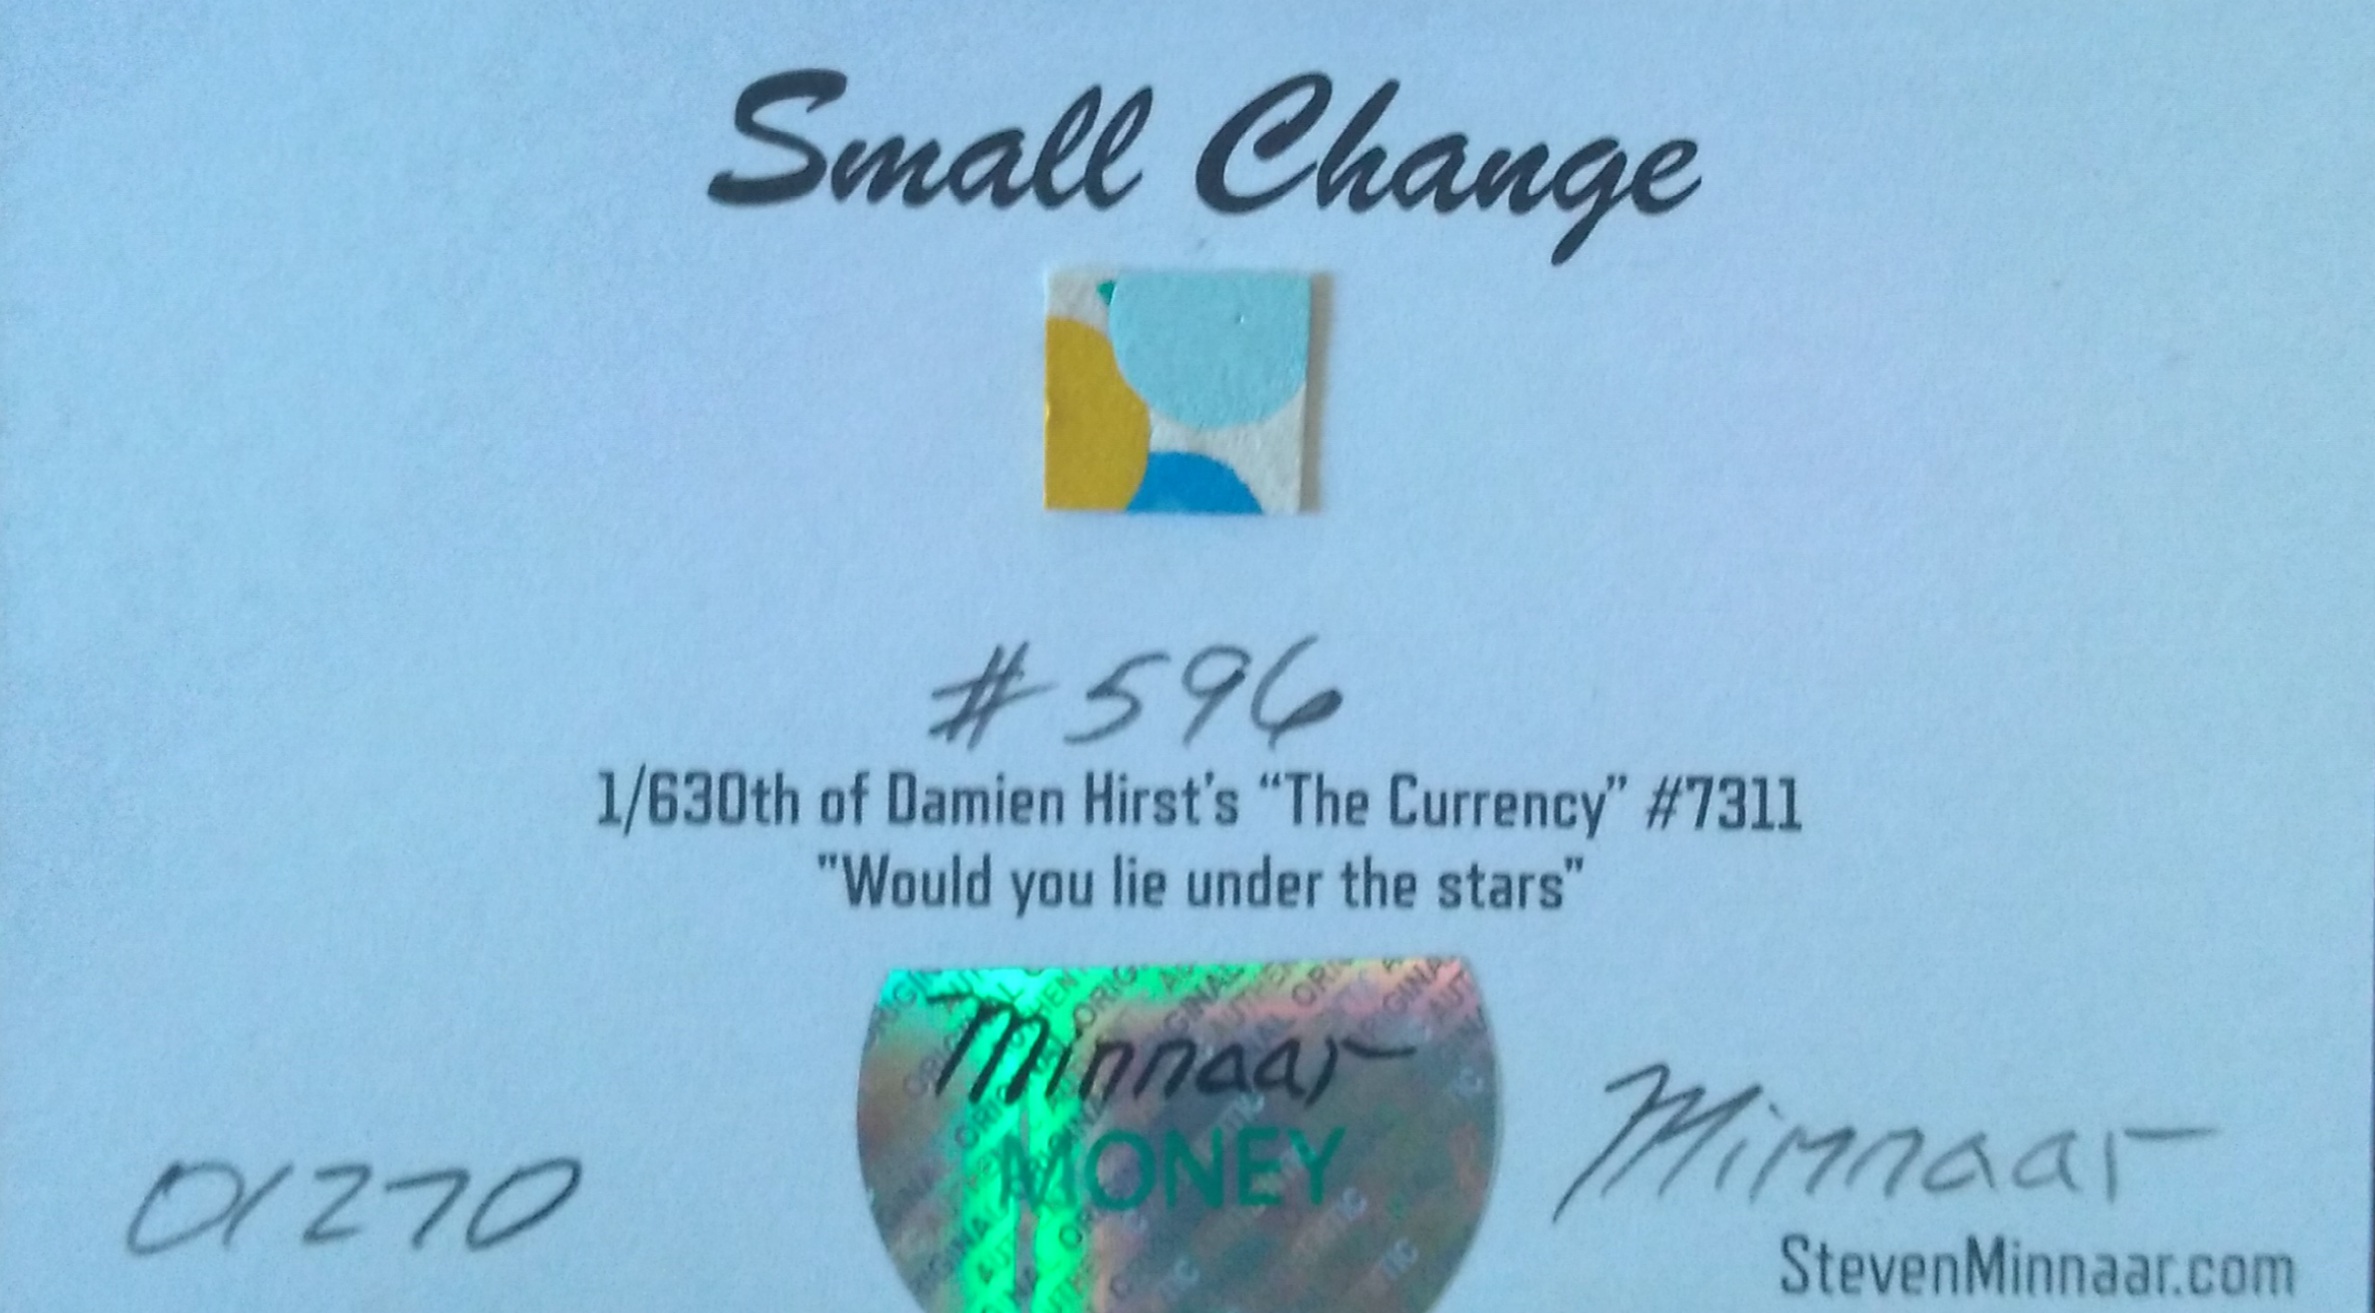 Small Change
#596
1/630th of Damien Hirst's “The Currency” #7311
"Would you lie under the stars"
Minnaar
MONEY
01270
Minnaar
StevenMinnaar.com